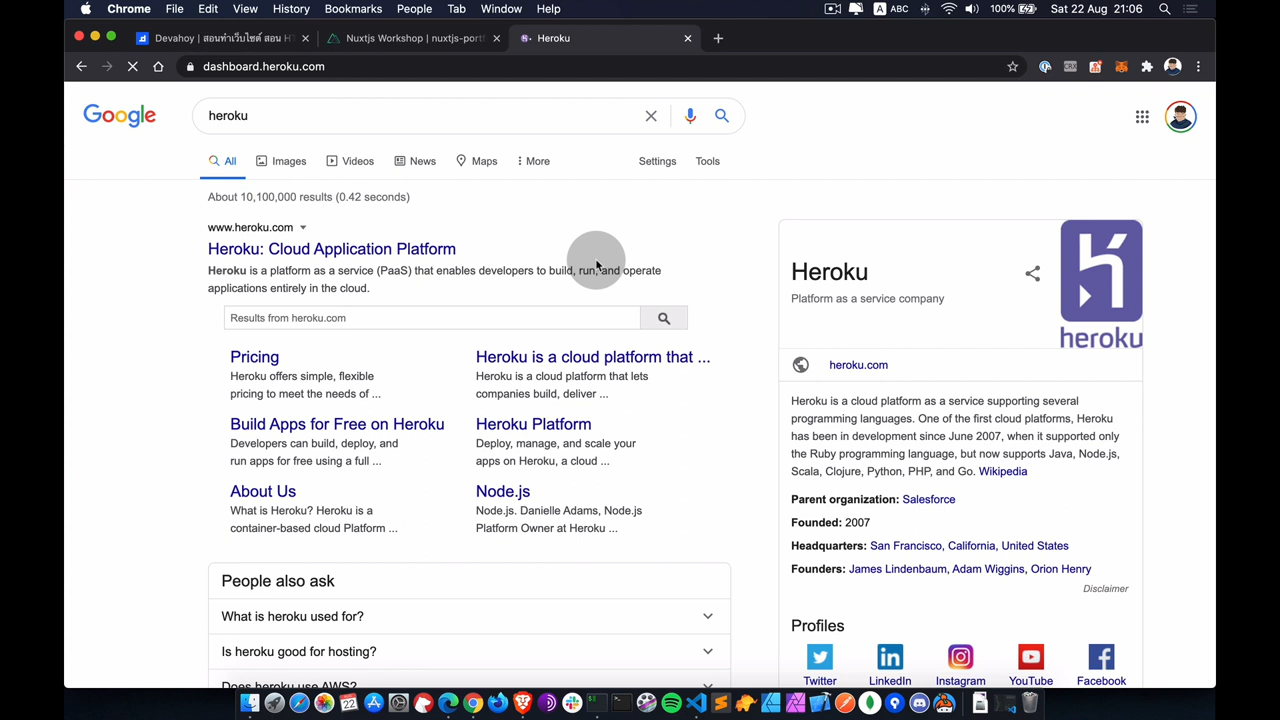 Chrome File Edit View History Bookmarks People Tab Window Help
A ABC 100% Sat 22 Aug 21:06
Devahoy | สอนทำเว็บไซต์ สอน HT
Nuxtjs Workshop | nuxtjs-portf
Heroku
dashboard.heroku.com
CRX
Google
heroku
All Images Videos News Maps More Settings Tools
About 10,100,000 results (0.42 seconds)
www.heroku.com
Heroku: Cloud Application Platform
Heroku is a platform as a service (PaaS) that enables developers to build, run, and operate
applications entirely in the cloud.
Results from heroku.com
Pricing
Heroku offers simple, flexible
pricing to meet the needs of ...
Heroku is a cloud platform that ...
Heroku is a cloud platform that lets
companies build, deliver ...
Build Apps for Free on Heroku
Developers can build, deploy, and
run apps for free using a full ...
Heroku Platform
Deploy, manage, and scale your
apps on Heroku, a cloud ...
About Us
What is Heroku? Heroku is a
container-based cloud Platform ...
Node.js
Node.js. Danielle Adams, Node.js
Platform Owner at Heroku ...
People also ask
What is heroku used for?
Is heroku good for hosting?
Does heroku use AWS?
Heroku
Platform as a service company
heroku
heroku.com
Heroku is a cloud platform as a service supporting several
programming languages. One of the first cloud platforms, Heroku
has been in development since June 2007, when it supported only
the Ruby programming language, but now supports Java, Node.js,
Scala, Clojure, Python, PHP, and Go. Wikipedia
Parent organization: Salesforce
Founded: 2007
Headquarters: San Francisco, California, United States
Founders: James Lindenbaum, Adam Wiggins, Orion Henry
Disclaimer
Profiles
Twitter LinkedIn Instagram YouTube Facebook
22